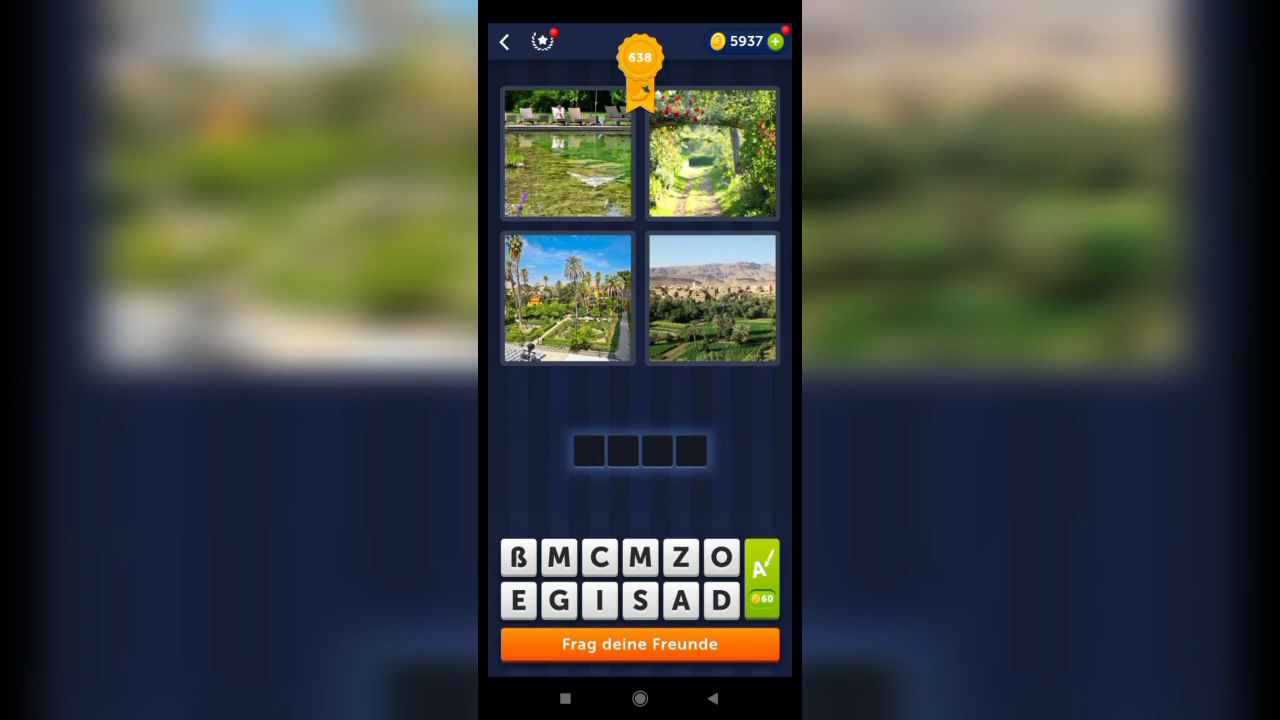 638
5937
ß M C M Z O
E G I S A D
A
60
Frag deine Freunde